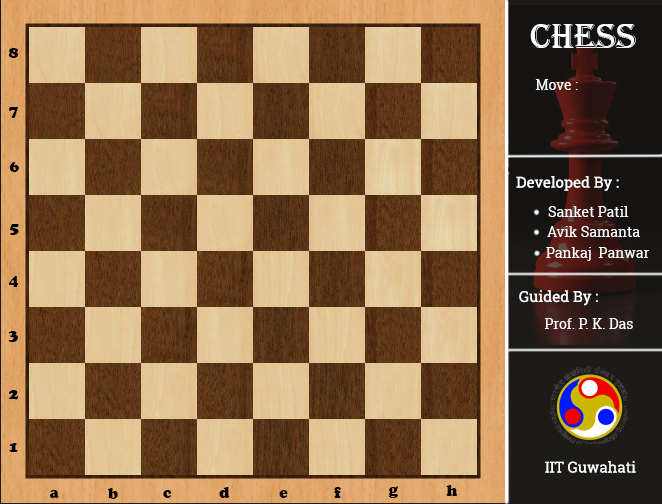 8
7
6
5
4
3
2
1
a b c d e f g h
CHESS
Move :
Developed By :
• Sanket Patil
• Avik Samanta
• Pankaj Panwar
Guided By :
Prof. P. K. Das
IIT Guwahati